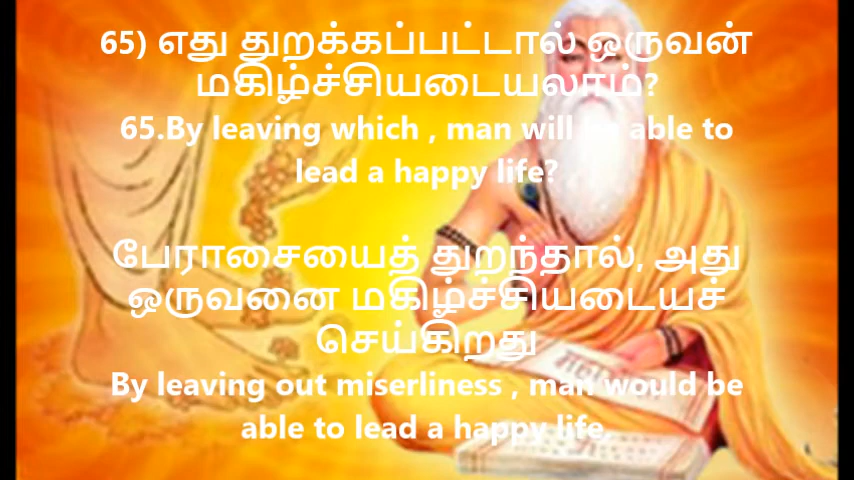 65) எது துறக்கப்பட்டால் ஒருவன்
மகிழ்ச்சியடையலாம்?
65.By leaving which , man will be able to
lead a happy life?
பேராசையைத் துறந்தால், அது
ஒருவனை மகிழ்ச்சியடையச்
செய்கிறது
By leaving out miserliness , man would be
able to lead a happy life.